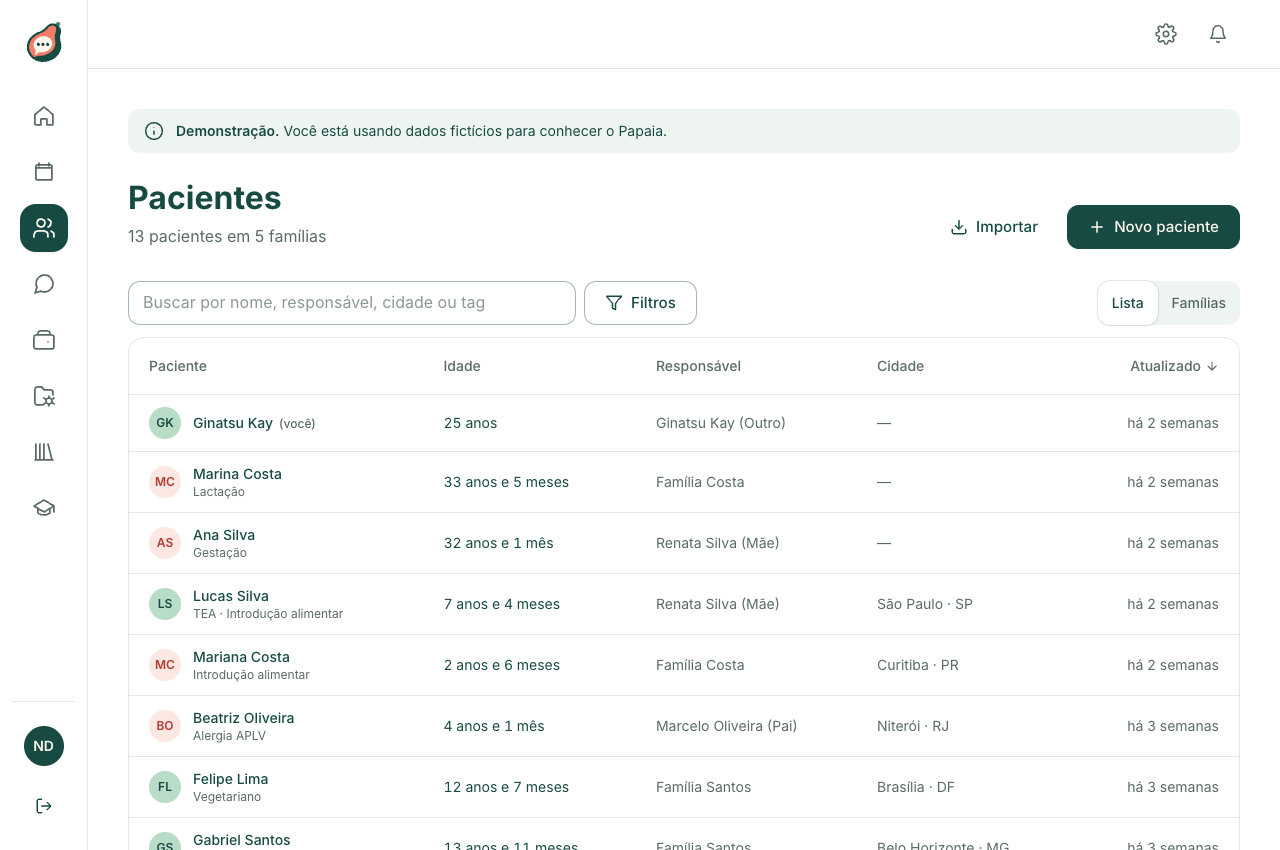 Demonstração. Você está usando dados fictícios para conhecer o Papaia.
Pacientes
13 pacientes em 5 famílias
Importar
Novo paciente
Buscar por nome, responsável, cidade ou tag
Filtros
Lista
Famílias
Paciente Idade Responsável Cidade Atualizado
GK Ginatsu Kay (você) 25 anos Ginatsu Kay (Outro) — há 2 semanas
MC Marina Costa 33 anos e 5 meses Família Costa — há 2 semanas
Lactação
AS Ana Silva 32 anos e 1 mês Renata Silva (Mãe) — há 2 semanas
Gestação
LS Lucas Silva 7 anos e 4 meses Renata Silva (Mãe) São Paulo · SP há 2 semanas
TEA · Introdução alimentar
MC Mariana Costa 2 anos e 6 meses Família Costa Curitiba · PR há 2 semanas
Introdução alimentar
BO Beatriz Oliveira 4 anos e 1 mês Marcelo Oliveira (Pai) Niterói · RJ há 3 semanas
Alergia APLV
FL Felipe Lima 12 anos e 7 meses Família Santos Brasília · DF há 3 semanas
Vegetariano
GS Gabriel Santos 13 anos e 11 meses Família Santos Belo Horizonte · MG há 3 semanas
ND